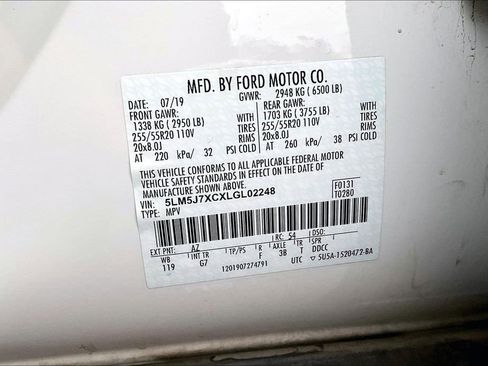 MFD. BY FORD MOTOR CO.
DATE: 07/19 GVWR: 2948 KG ( 6500 LB)
FRONT GAWR: REAR GAWR:
1338 KG ( 2950 LB) WITH 1703 KG ( 3755 LB) WITH
255/55R20 110V TIRES 255/55R20 110V TIRES
20x8.0J RIMS 20x8.0J RIMS
AT 220 kPa/ 32 PSI COLD AT 260 kPa/ 38 PSI COLD
THIS VEHICLE CONFORMS TO ALL APPLICABLE FEDERAL MOTOR
VEHICLE SAFETY STANDARDS IN EFFECT ON THE DATE OF
MANUFACTURE SHOWN ABOVE.
VIN: 5LM5J7XCXLGL02248 F0131
TYPE: MPV T0280
EXT PNT: AZ RC: 54 DSO:
WB INT TR TP/PS R AXLE TR SPR
119 G7 F 3B T DDCC
1201907274791 UTC 5U5A-1520472-BA